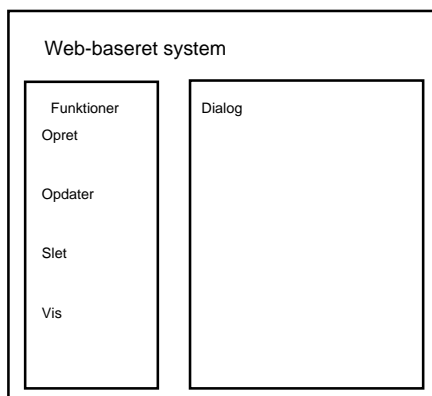 Web-baseret system
Funktioner
Opret
Opdater
Slet
Vis
Dialog